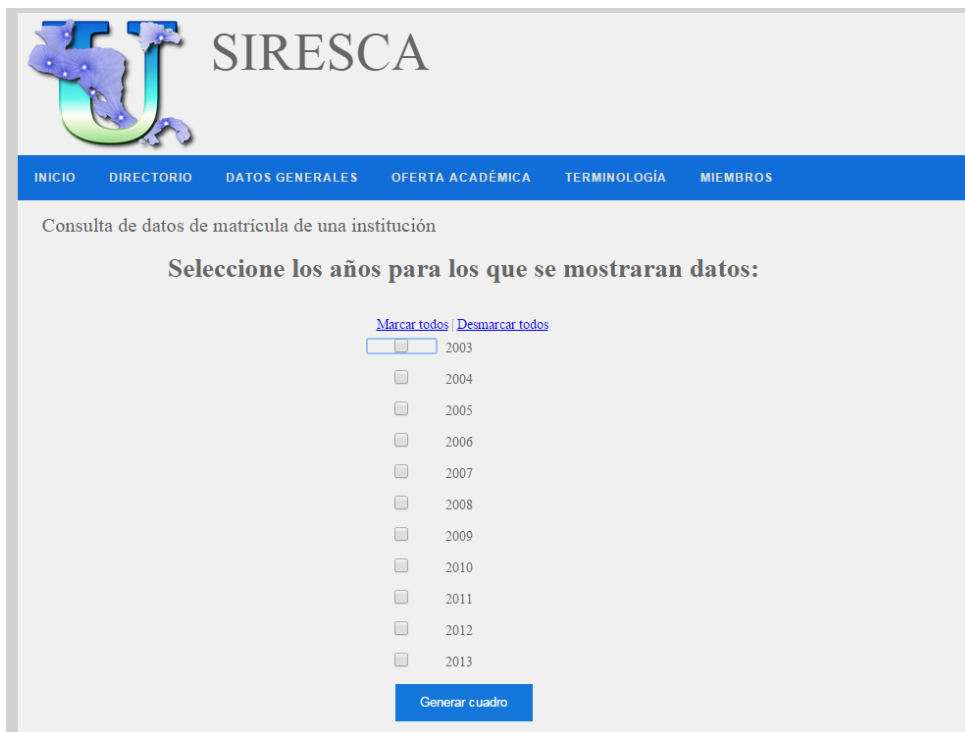 U SIRESCA
INICIO DIRECTORIO DATOS GENERALES OFERTA ACADÉMICA TERMINOLOGÍA MIEMBROS
Consulta de datos de matrícula de una institución
Seleccione los años para los que se mostraran datos:
Marcar todos | Desmarcar todos
2003
2004
2005
2006
2007
2008
2009
2010
2011
2012
2013
Generar cuadro